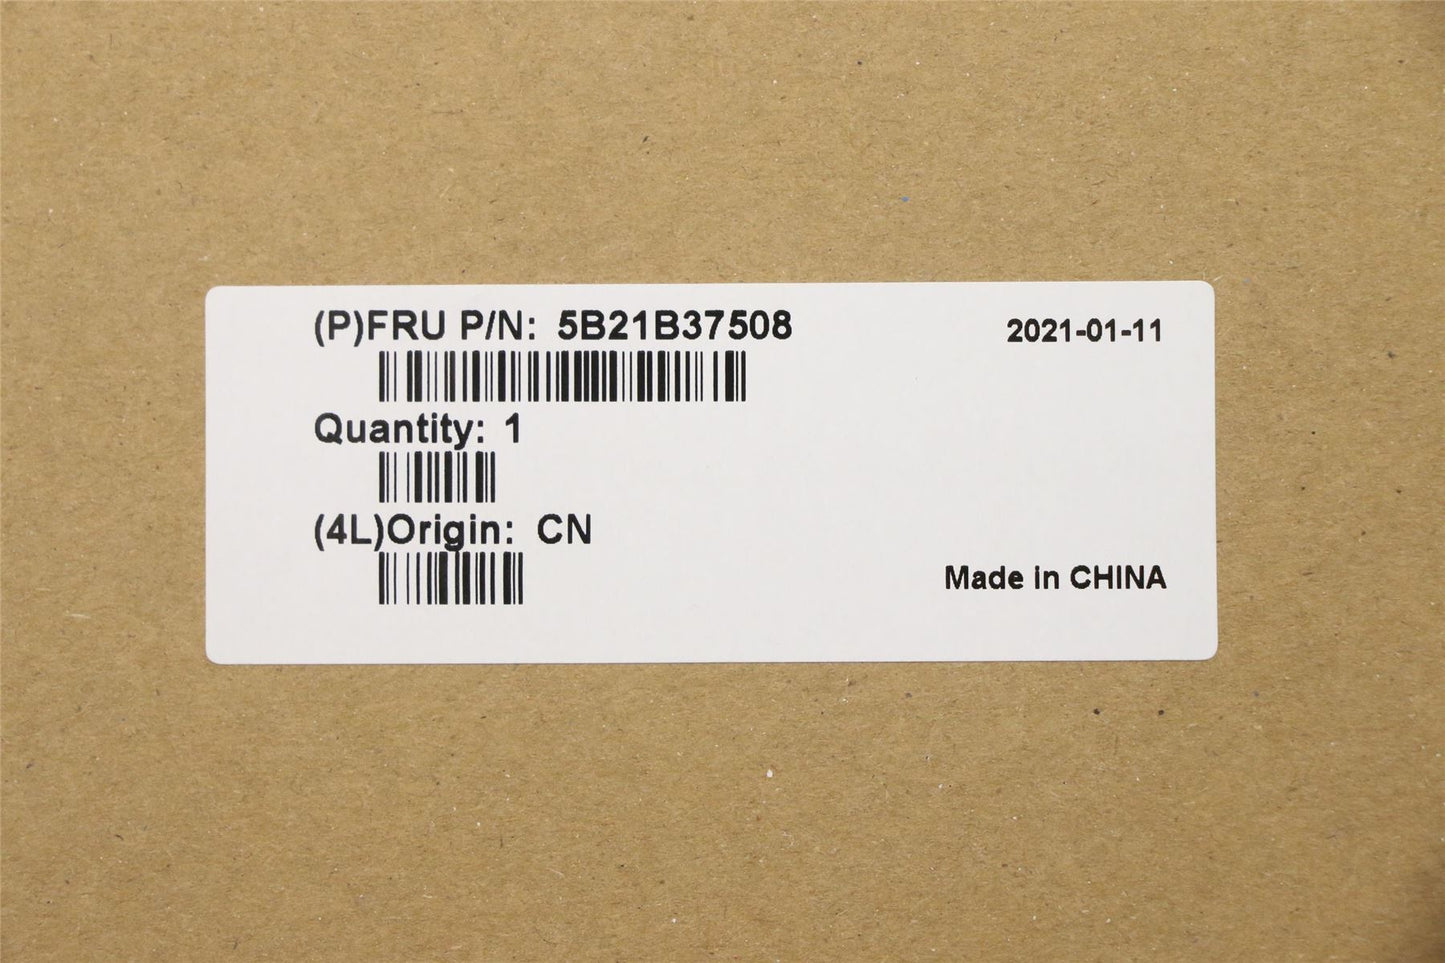 (P)FRU P/N: 5B21B37508
2021-01-11
Quantity: 1
(4L)Origin: CN
Made in CHINA